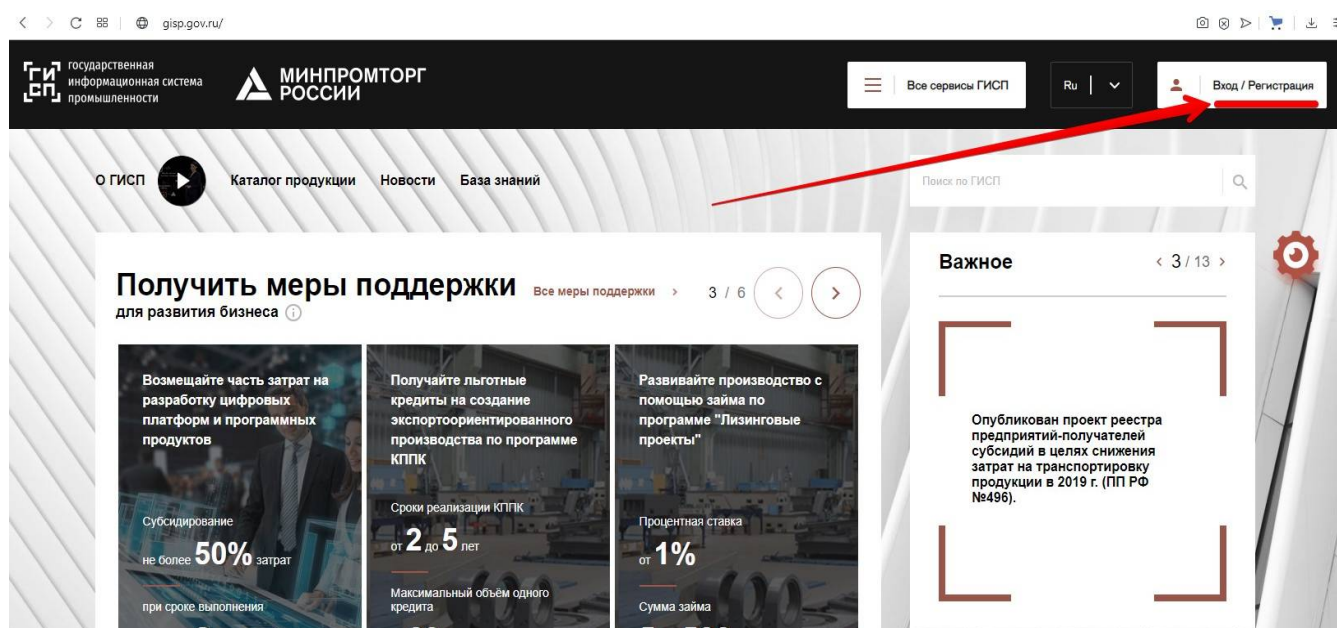 gisp.gov.ru/
государственная
информационная система
промышленности
ГИСП
МИНПРОМТОРГ
РОССИИ
Все сервисы ГИСП
Ru
Вход / Регистрация
О ГИСП
Каталог продукции
Новости
База знаний
Поиск по ГИСП
Получить меры поддержки
для развития бизнеса
Все меры поддержки
3 / 6
Возмещайте часть затрат на
разработку цифровых
платформ и программных
продуктов
Субсидирование
не более 50% затрат
при сроке выполнения
Получайте льготные
кредиты на создание
экспортоориентированного
производства по программе
КППК
Сроки реализации КППК
от 2 до 5 лет
Максимальный объём одного
кредита
Развивайте производство с
помощью займа по
программе "Лизинговые
проекты"
Процентная ставка
от 1%
Сумма займа
Важное
3 / 13
Опубликован проект реестра
предприятий-получателей
субсидий в целях снижения
затрат на транспортировку
продукции в 2019 г. (ПП РФ
№496).